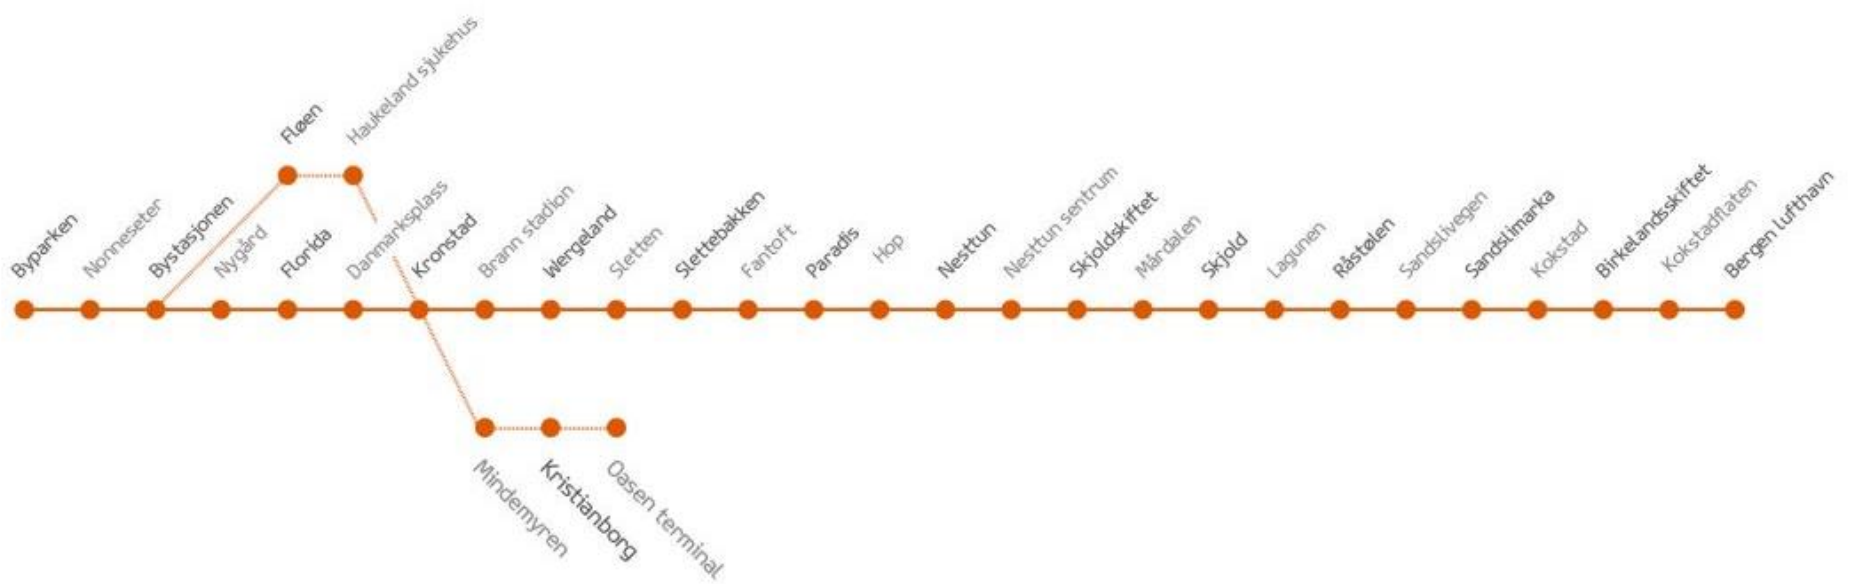 Fløen
Haukeland sjukehus
Byparken
Nonneseter
Bystasjonen
Nygård
Florida
Danmarksplass
Kronstad
Brann stadion
Wergeland
Sletten
Slettebakken
Fantoft
Paradis
Hop
Nesttun
Nesttun sentrum
Skjoldskiftet
Mårdalen
Skjold
Lagunen
Råstølen
Sandslivegen
Sandslimarka
Kokstad
Birkelandsskiftet
Kokstadflaten
Bergen lufthavn
Mindemyren
Kristianborg
Oasen terminal